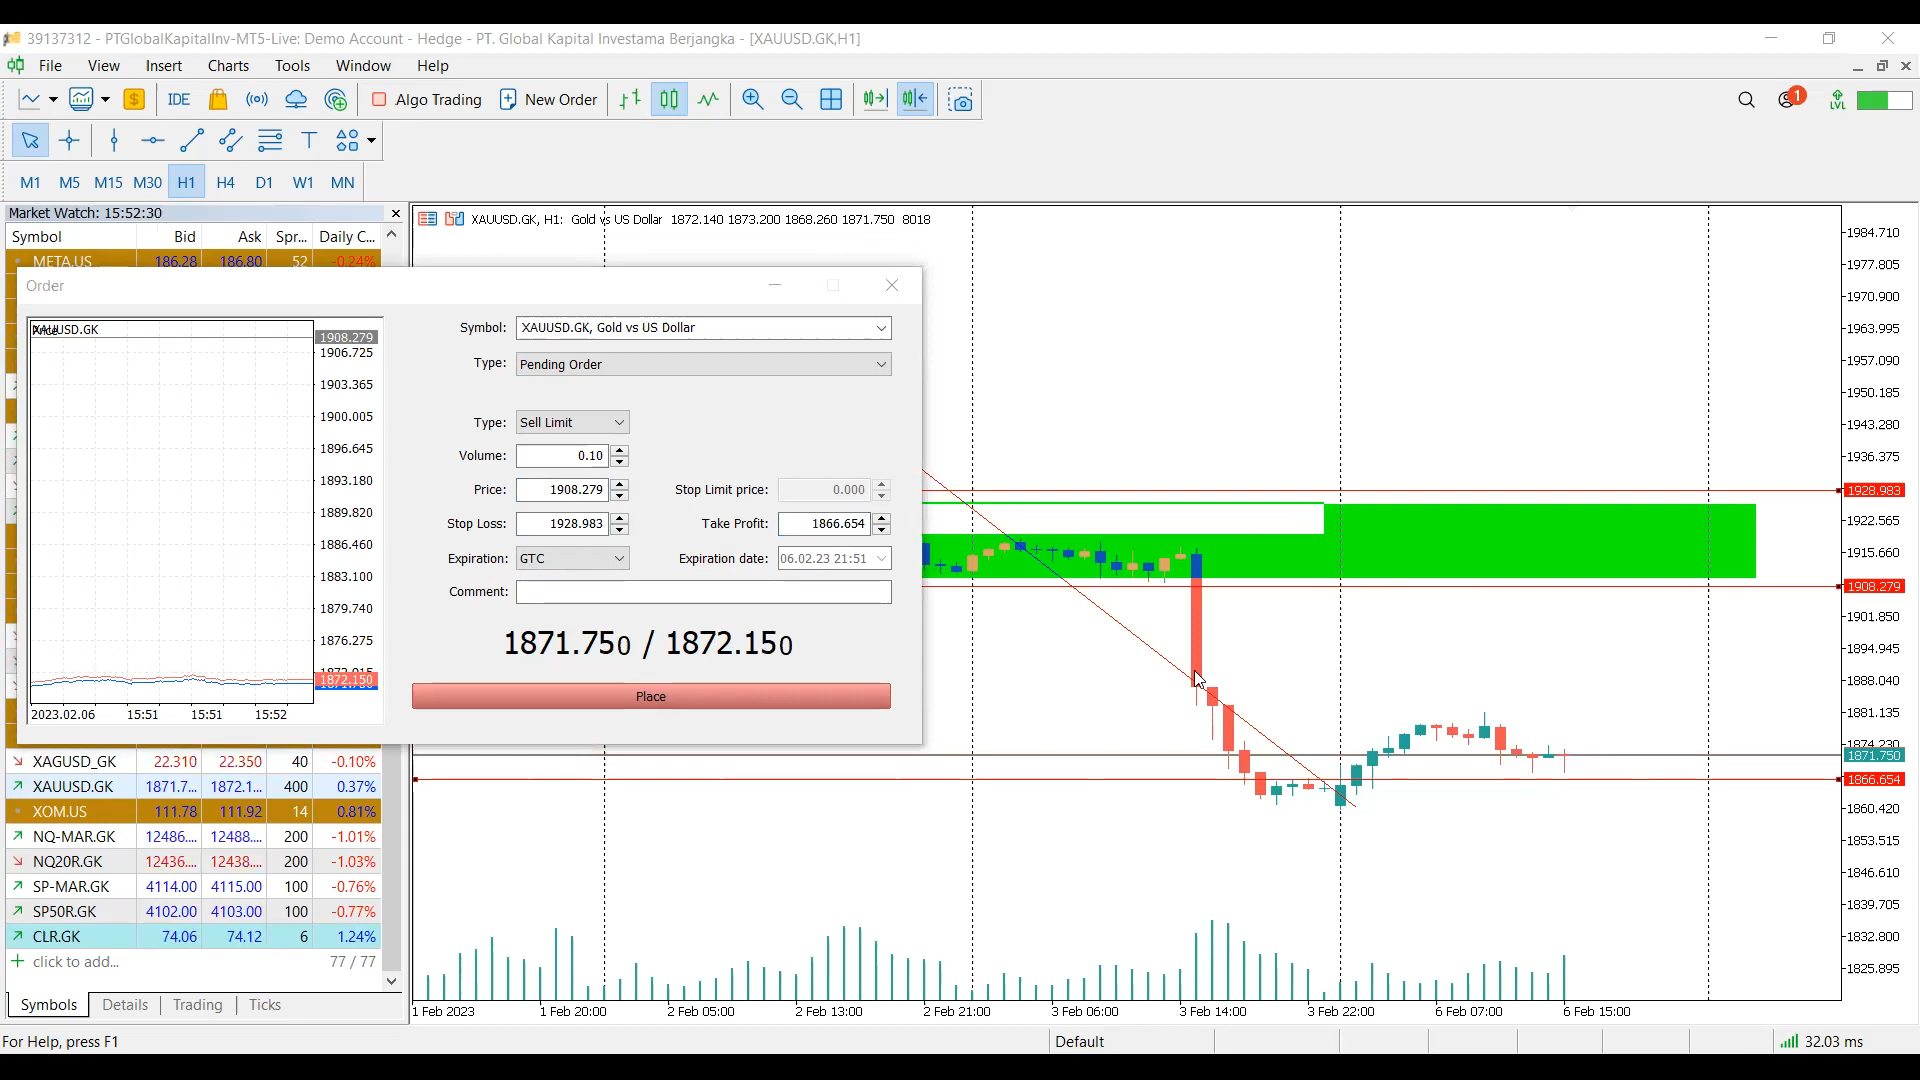 39137312 - PTGlobalKapitalInv-MT5-Live: Demo Account - Hedge - PT. Global Kapital Investama Berjangka - [XAUUSD.GK,H1]
File View Insert Charts Tools Window Help
IDE Algo Trading New Order 1 LVL
M1 M5 M15 M30 H1 H4 D1 W1 MN
Market Watch: 15:52:30
Symbol Bid Ask Spr... Daily C...
META.US 186.28 186.80 52 -0.24%
XAUUSD.GK, H1: Gold vs US Dollar 1872.140 1873.200 1868.260 1871.750 8018
Order
XAUUSD.GK
1908.279
1906.725
1903.365
1900.005
1896.645
1893.180
1889.820
1886.460
1883.100
1879.740
1876.275
1872.150
2023.02.06 15:51 15:51 15:52
Symbol: XAUUSD.GK, Gold vs US Dollar
Type: Pending Order
Type: Sell Limit
Volume: 0.10
Price: 1908.279 Stop Limit price: 0.000
Stop Loss: 1928.983 Take Profit: 1866.654
Expiration: GTC Expiration date: 06.02.23 21:51
Comment:
1871.750 / 1872.150
Place
XAGUSD_GK 22.310 22.350 40 -0.10%
XAUUSD.GK 1871.7... 1872.1... 400 0.37%
XOM.US 111.78 111.92 14 0.81%
NQ-MAR.GK 12486.... 12488.... 200 -1.01%
NQ20R.GK 12436.... 12438.... 200 -1.03%
SP-MAR.GK 4114.00 4115.00 100 -0.76%
SP50R.GK 4102.00 4103.00 100 -0.77%
CLR.GK 74.06 74.12 6 1.24%
click to add... 77 / 77
Symbols Details Trading Ticks
1984.710
1977.805
1970.900
1963.995
1957.090
1950.185
1943.280
1936.375
1928.983
1922.565
1915.660
1908.279
1901.850
1894.945
1888.040
1881.135
1874.230
1871.750
1866.654
1860.420
1853.515
1846.610
1839.705
1832.800
1825.895
1 Feb 2023 1 Feb 20:00 2 Feb 05:00 2 Feb 13:00 2 Feb 21:00 3 Feb 06:00 3 Feb 14:00 3 Feb 22:00 6 Feb 07:00 6 Feb 15:00
For Help, press F1 Default 32.03 ms